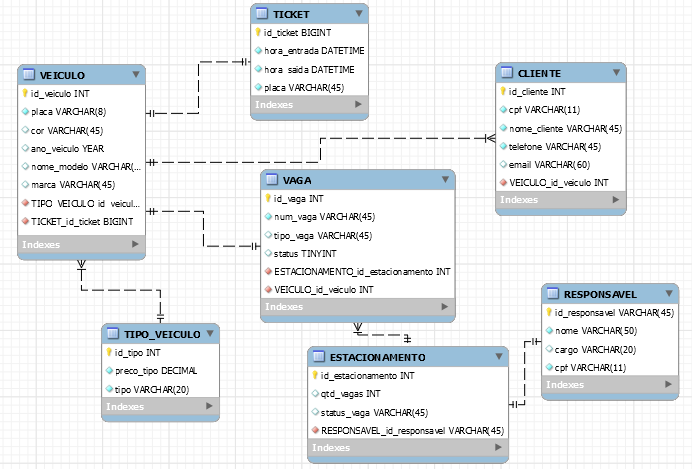 TICKET
id_ticket BIGINT
hora_entrada DATETIME
hora_saida DATETIME
placa VARCHAR(45)
Indexes
VEICULO
id_veiculo INT
placa VARCHAR(8)
cor VARCHAR(45)
ano_veiculo YEAR
nome_modelo VARCHAR(...
marca VARCHAR(45)
TIPO_VEICULO_id_veicul...
TICKET_id_ticket BIGINT
Indexes
CLIENTE
id_cliente INT
cpf VARCHAR(11)
nome_cliente VARCHAR(45)
telefone VARCHAR(45)
email VARCHAR(60)
VEICULO_id_veiculo INT
Indexes
VAGA
id_vaga INT
num_vaga VARCHAR(45)
tipo_vaga VARCHAR(45)
status TINYINT
ESTACIONAMENTO_id_estacionamento INT
VEICULO_id_veiculo INT
Indexes
TIPO_VEICULO
id_tipo INT
preco_tipo DECIMAL
tipo VARCHAR(20)
Indexes
ESTACIONAMENTO
id_estacionamento INT
qtd_vagas INT
status_vaga VARCHAR(45)
RESPONSAVEL_id_responsavel VARCHAR(45)
Indexes
RESPONSAVEL
id_responsavel VARCHAR(45)
nome VARCHAR(50)
cargo VARCHAR(20)
cpf VARCHAR(11)
Indexes